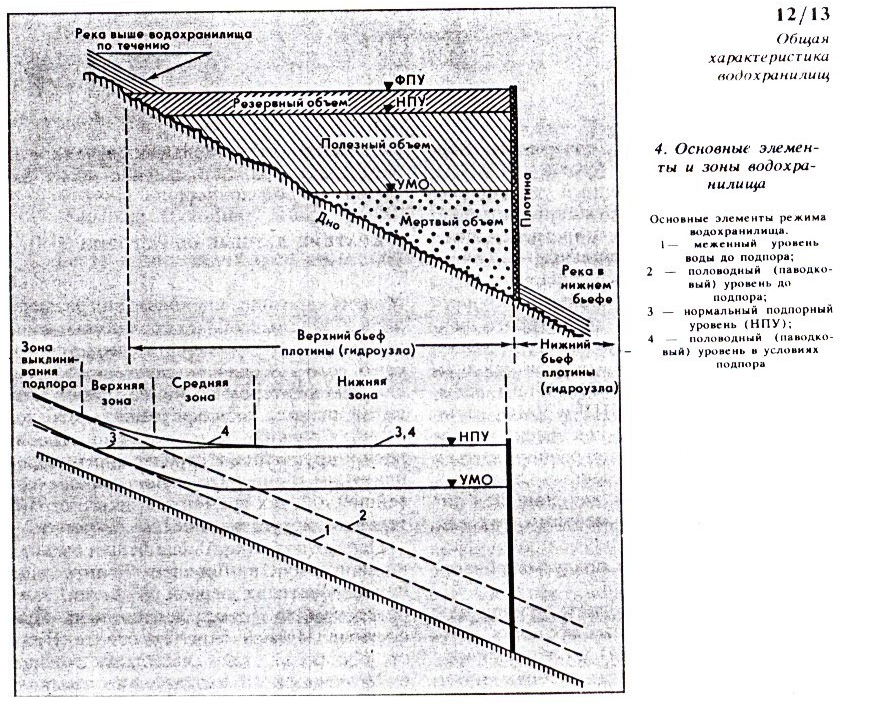 12/13
Общая
характеристика
водохранилищ
4. Основные элемен-
ты и зоны водохра-
нилища
Основные элементы режима
водохранилища.
1 — меженный уровень
воды до подпора;
2 — половодный (паводко-
вый) уровень до
подпора;
3 — нормальный подпорный
уровень (НПУ);
4 — половодный (паводко-
вый) уровень в условиях
подпора
Река выше водохранилища
по течению
ФПУ
Резервный объем
НПУ
Полезный объем
УМО
Дно
Мертвый объем
Плотина
Река в
нижнем
бьефе
Верхний бьеф
плотины (гидроузла)
Нижний
бьеф
плотины
(гидроузла)
Зона
выклини-
вания
подпора
Верхняя
зона
Средняя
зона
Нижняя
зона
3
4
3,4
НПУ
УМО
1
2